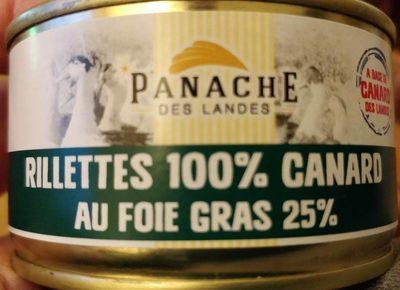 PANACHE
DES LANDES
A BASE DE
CANARD
DES LANDES
RILLETTES 100% CANARD
AU FOIE GRAS 25%